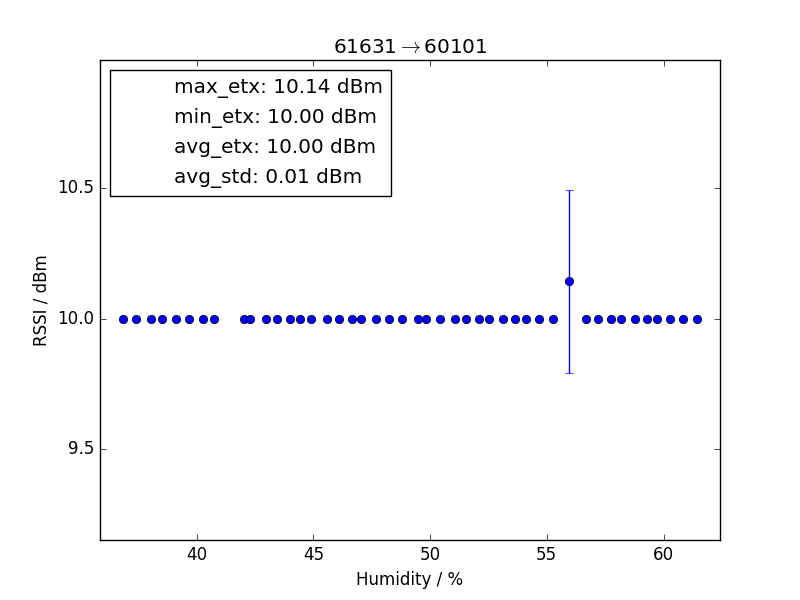 61631→60101
max_etx: 10.14 dBm
min_etx: 10.00 dBm
avg_etx: 10.00 dBm
avg_std: 0.01 dBm
RSSI / dBm
10.5
10.0
9.5
40 45 50 55 60
Humidity / %